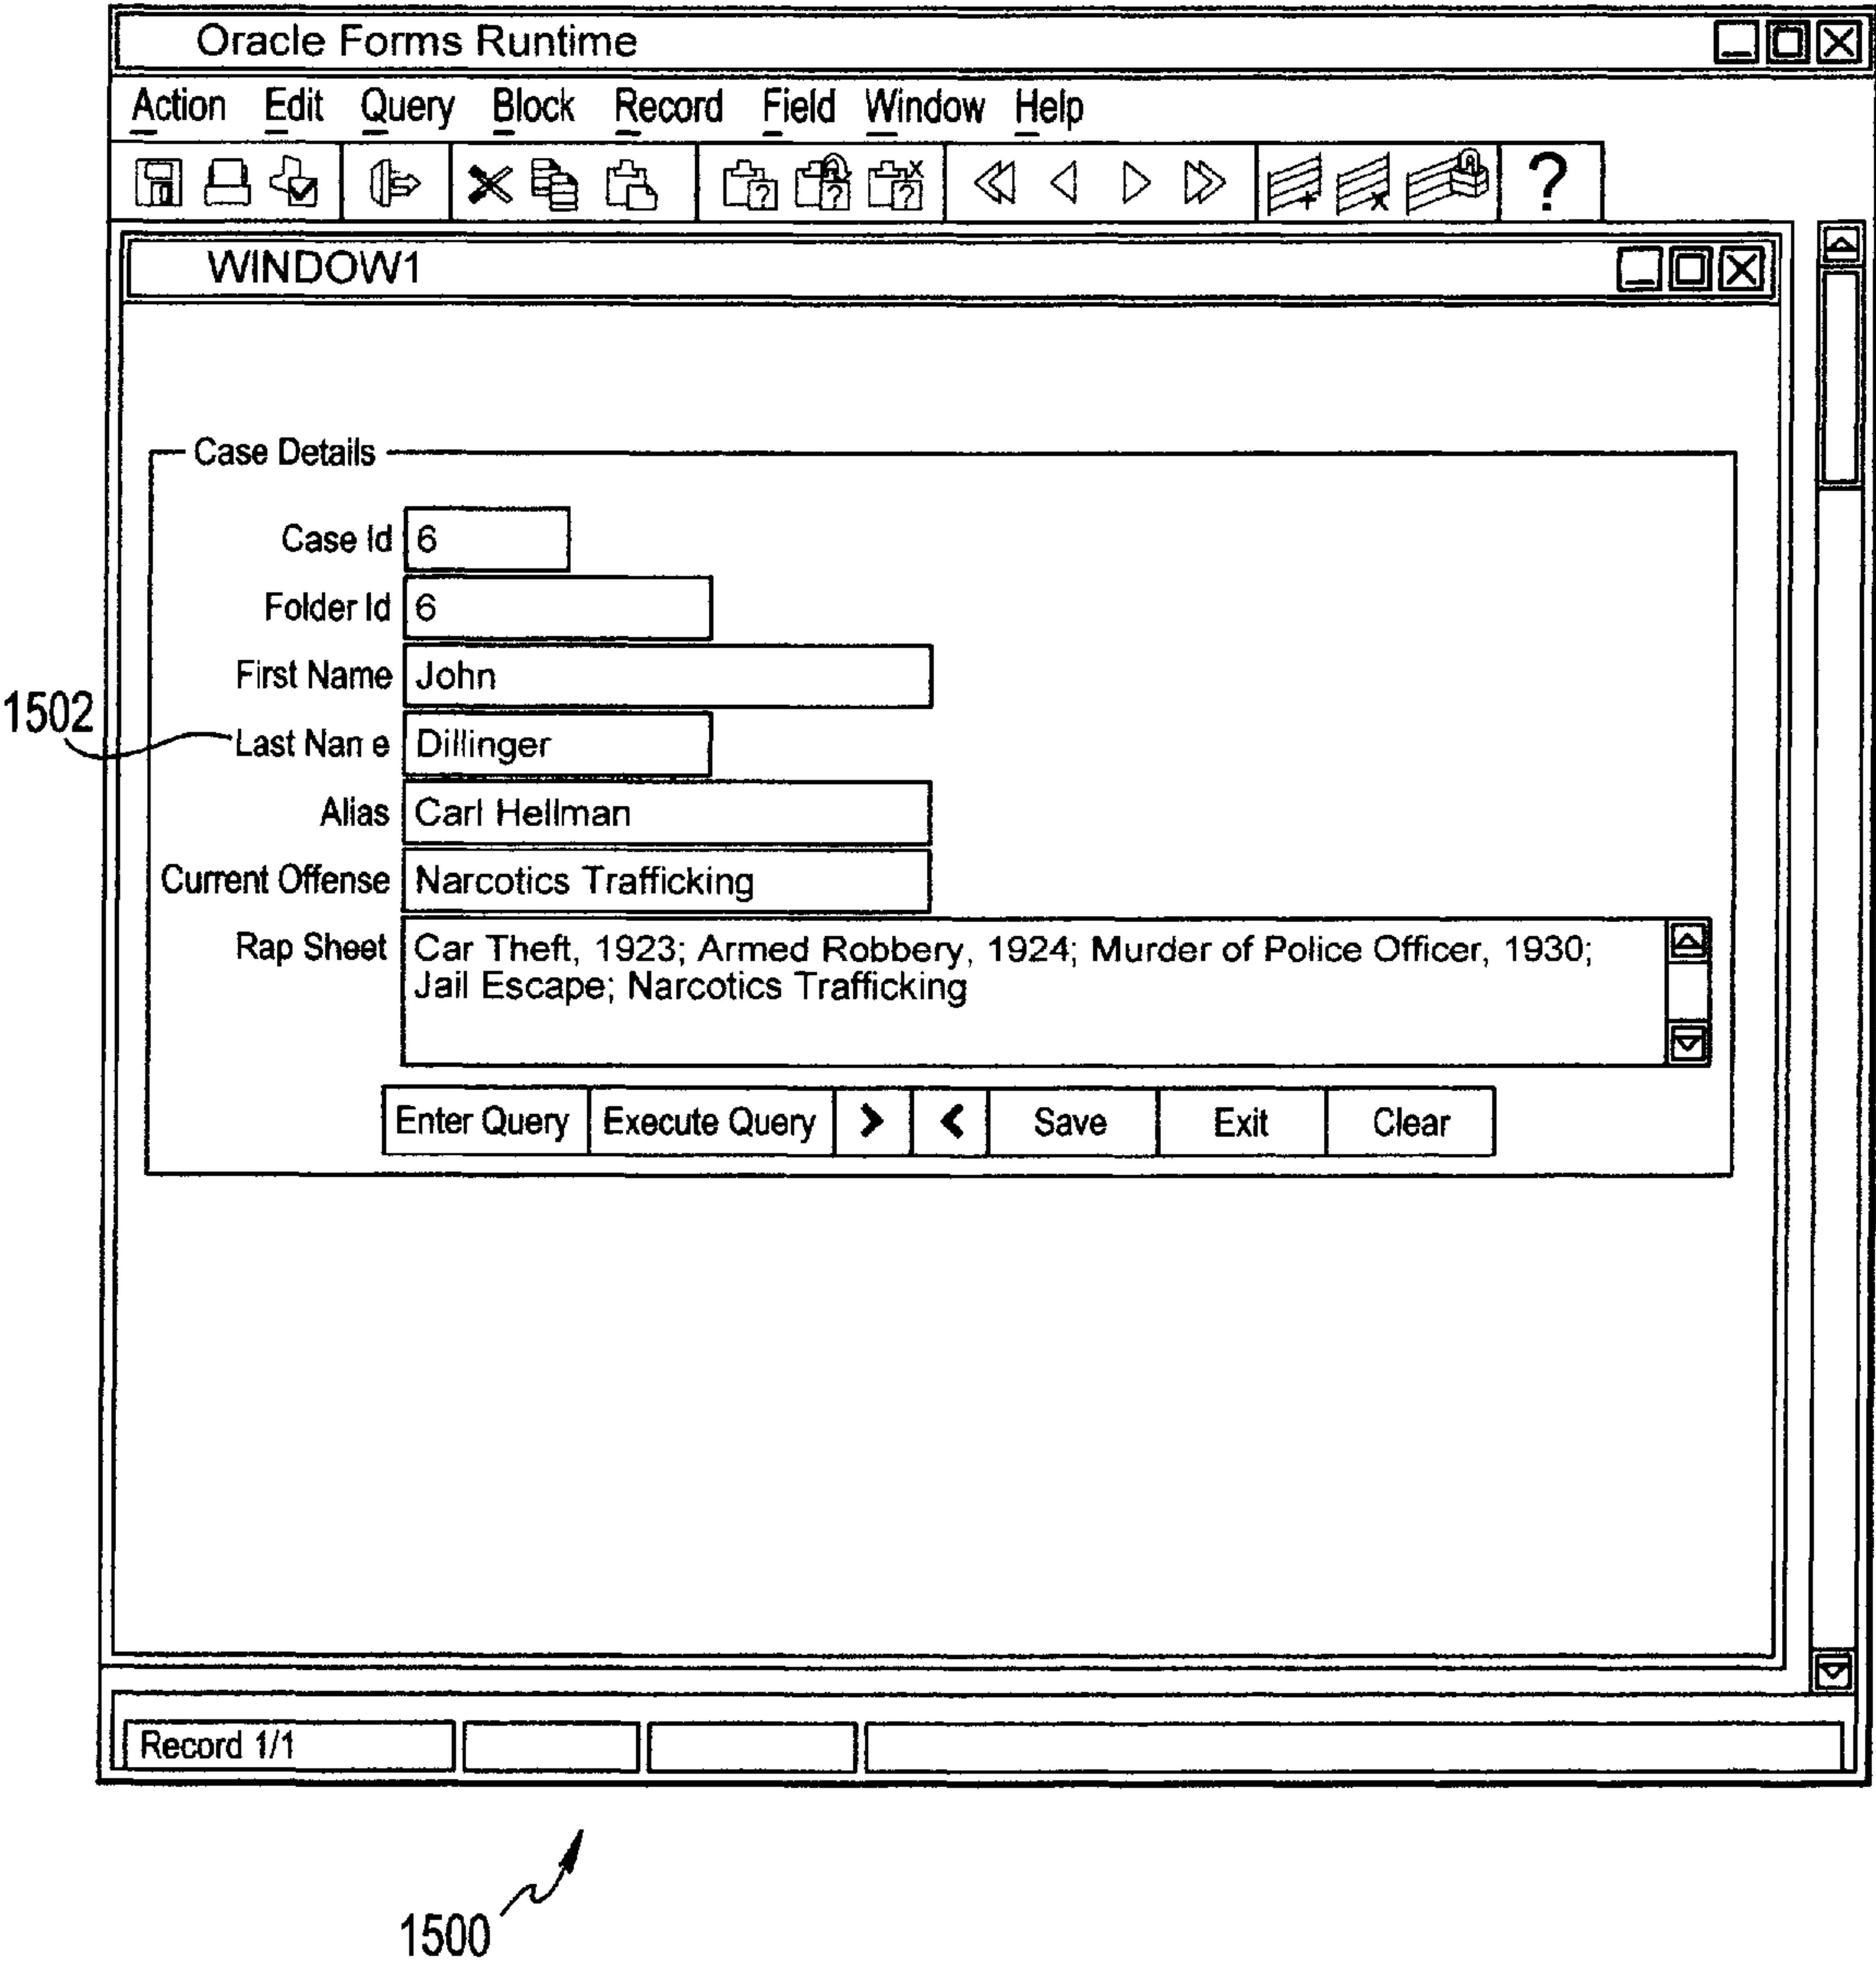 Oracle Forms Runtime
Action Edit Query Block Record Field Window Help
?
WINDOW1
Case Details
Case Id 6
Folder Id 6
First Name John
1502
Last Name Dillinger
Alias Carl Hellman
Current Offense Narcotics Trafficking
Rap Sheet Car Theft, 1923; Armed Robbery, 1924; Murder of Police Officer, 1930;
Jail Escape; Narcotics Trafficking
Enter Query Execute Query > < Save Exit Clear
Record 1/1
1500